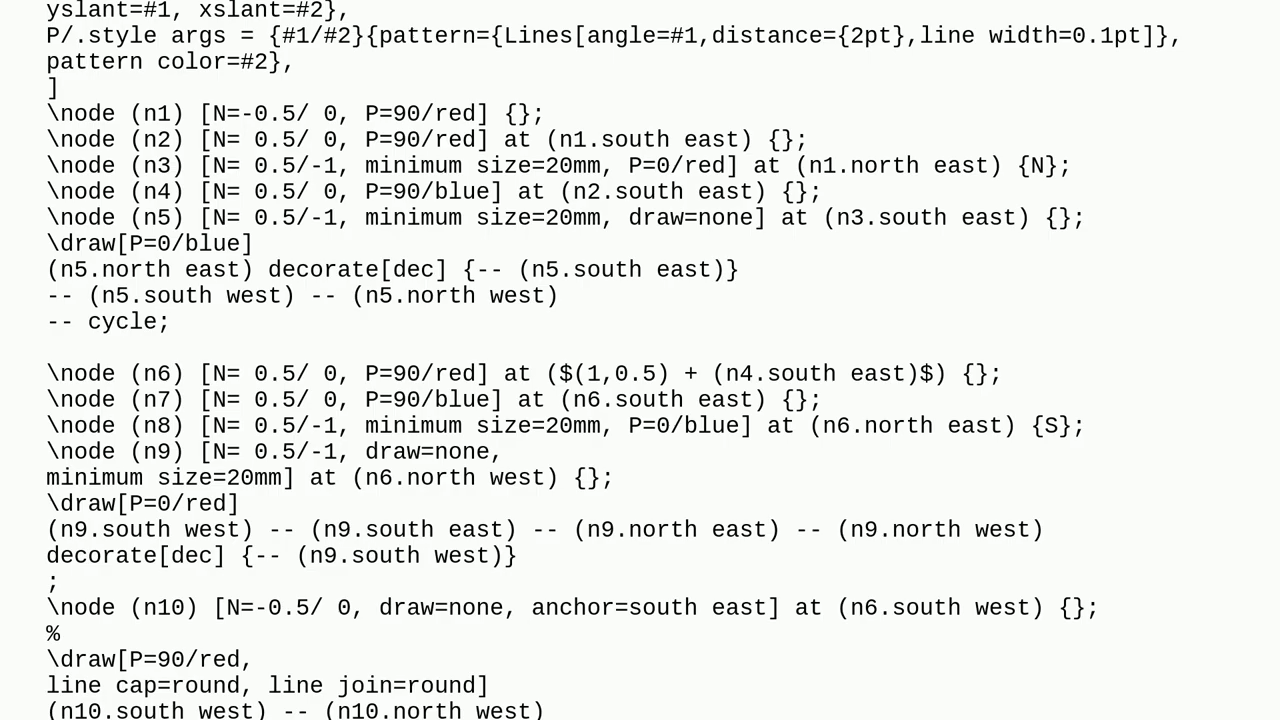 yslant=#1, xslant=#2},
P/.style args = {#1/#2}{pattern={Lines[angle=#1,distance={2pt},line width=0.1pt]},
pattern color=#2},
]
\node (n1) [N=-0.5/ 0, P=90/red] {};
\node (n2) [N= 0.5/ 0, P=90/red] at (n1.south east) {};
\node (n3) [N= 0.5/-1, minimum size=20mm, P=0/red] at (n1.north east) {N};
\node (n4) [N= 0.5/ 0, P=90/blue] at (n2.south east) {};
\node (n5) [N= 0.5/-1, minimum size=20mm, draw=none] at (n3.south east) {};
\draw[P=0/blue]
(n5.north east) decorate[dec] {-- (n5.south east)}
-- (n5.south west) -- (n5.north west)
-- cycle;
\node (n6) [N= 0.5/ 0, P=90/red] at ($(1,0.5) + (n4.south east)$) {};
\node (n7) [N= 0.5/ 0, P=90/blue] at (n6.south east) {};
\node (n8) [N= 0.5/-1, minimum size=20mm, P=0/blue] at (n6.north east) {S};
\node (n9) [N= 0.5/-1, draw=none,
minimum size=20mm] at (n6.north west) {};
\draw[P=0/red]
(n9.south west) -- (n9.south east) -- (n9.north east) -- (n9.north west)
decorate[dec] {-- (n9.south west)}
;
\node (n10) [N=-0.5/ 0, draw=none, anchor=south east] at (n6.south west) {};
%
\draw[P=90/red,
line cap=round, line join=round]
(n10.south west) -- (n10.north west)